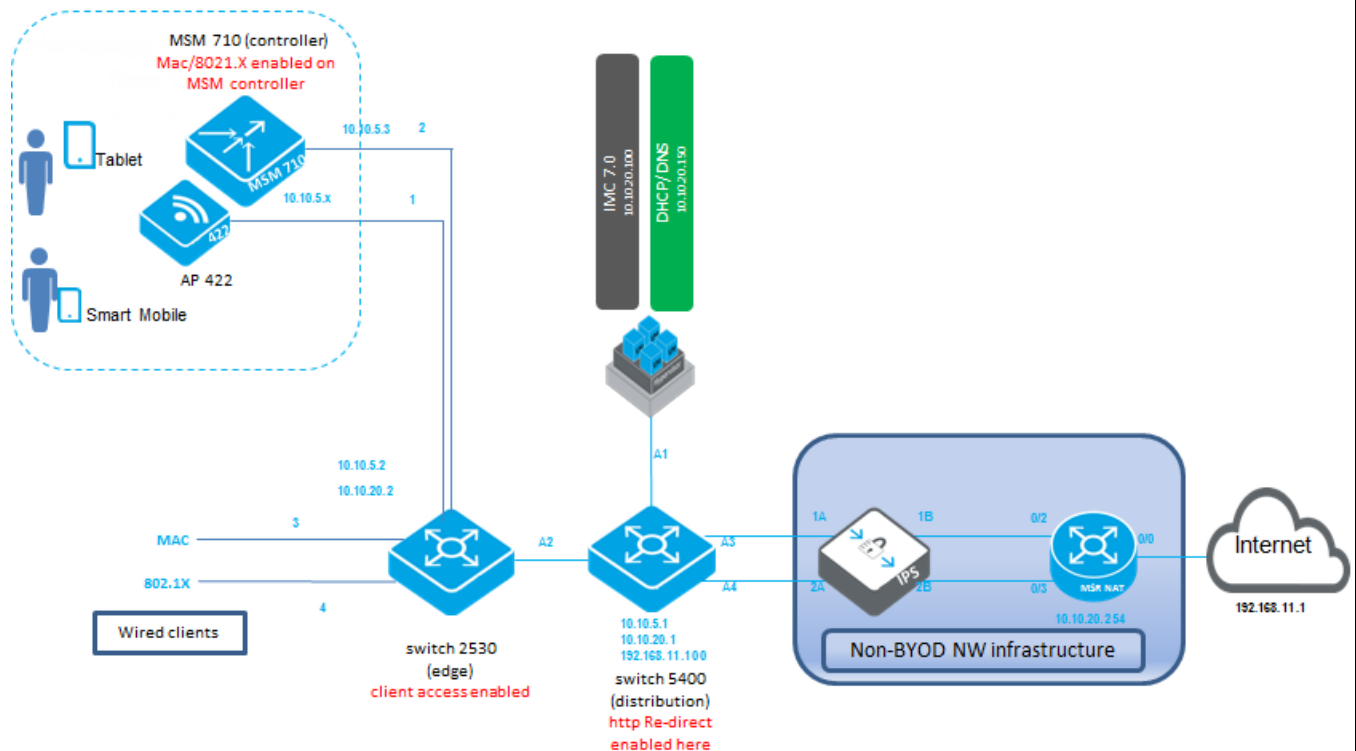 MSM 710 (controller)
Mac/8021.X enabled on
MSM controller
Tablet
MSM 710
10.10.5.3
2
10.10.5.x
1
422
AP 422
Smart Mobile
IMC 7.0
10.10.20.100
DHCP/DNS
10.10.20.150
A1
10.10.5.2
10.10.20.2
3
MAC
802.1X
4
Wired clients
switch 2530
(edge)
client access enabled
A2
A3
A4
10.10.5.1
10.10.20.1
192.168.11.100
switch 5400
(distribution)
http Re-direct
enabled here
1A
1B
2A
2B
IPS
0/2
0/3
0/0
MSR NAT
10.10.20.254
Non-BYOD NW infrastructure
Internet
192.168.11.1